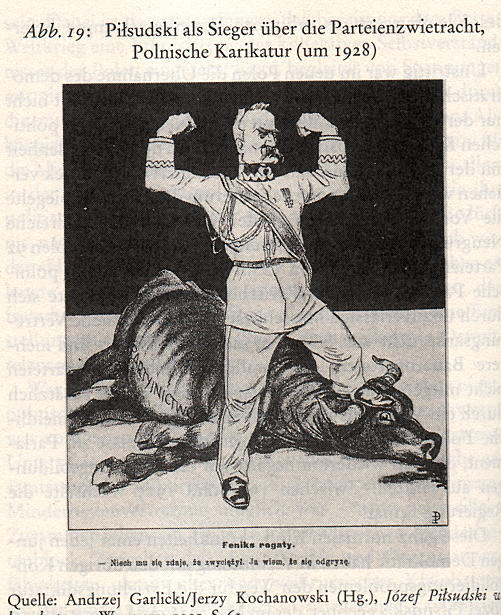 Abb. 19: Piłsudski als Sieger über die Parteienzwietracht,
Polnische Karikatur (um 1928)
PARTYJNICTWO
Feniks rogaty.
— Niech mu się zdaje, że zwyciężył. Ja wiem, że się odgryzę.
Quelle: Andrzej Garlicki/Jerzy Kochanowski (Hg.), Józef Piłsudski